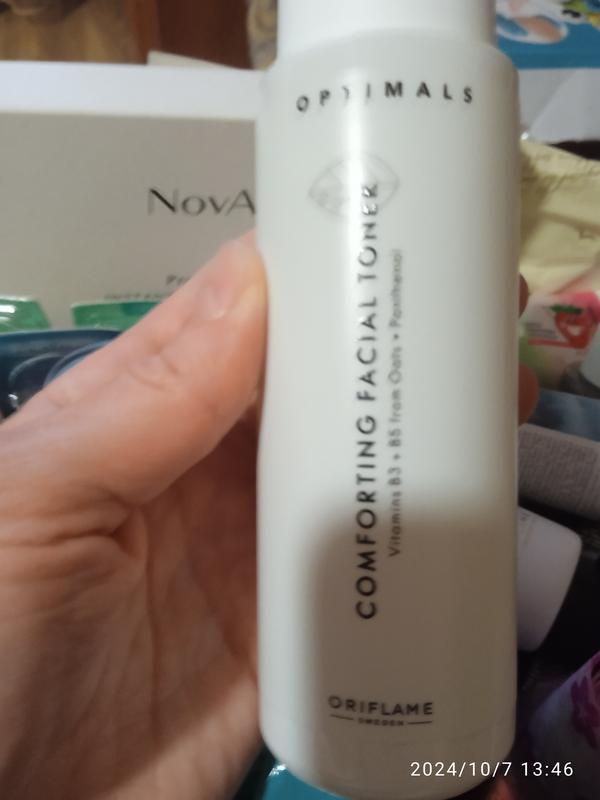 OPTIMALS
COMFORTING FACIAL TONER
Vitamins B3 + B5 from Oats • Panthenol
ORIFLAME
SWEDEN
NovA
2024/10/7 13:46